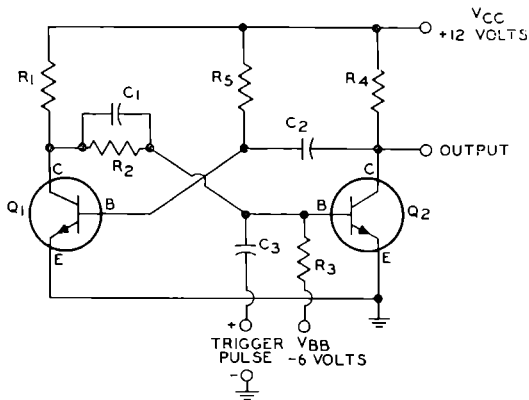 VCC
+12 VOLTS
R1
C1
R2
R5
C2
R4
OUTPUT
C
Q1
B
E
C
B
Q2
E
C3
R3
+
TRIGGER
PULSE
-
VBB
-6 VOLTS